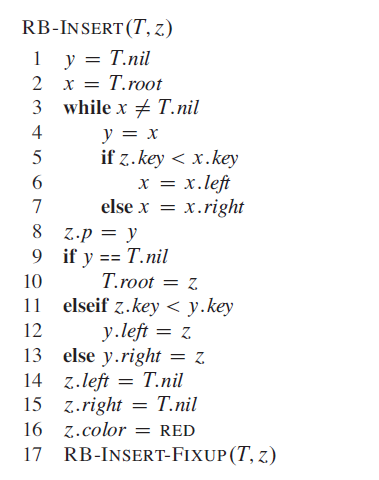 RB-INSERT(T, z)
1 y = T.nil
2 x = T.root
3 while x ≠ T.nil
4 y = x
5 if z.key < x.key
6 x = x.left
7 else x = x.right
8 z.p = y
9 if y == T.nil
10 T.root = z
11 elseif z.key < y.key
12 y.left = z
13 else y.right = z
14 z.left = T.nil
15 z.right = T.nil
16 z.color = RED
17 RB-INSERT-FIXUP(T, z)